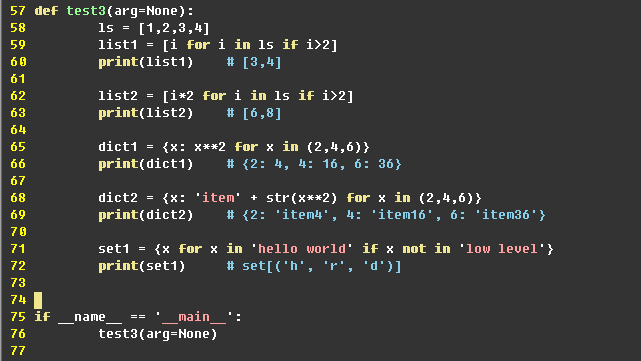 57 def test3(arg=None):
58 ls = [1,2,3,4]
59 list1 = [i for i in ls if i>2]
60 print(list1) # [3,4]
61
62 list2 = [i*2 for i in ls if i>2]
63 print(list2) # [6,8]
64
65 dict1 = {x: x**2 for x in (2,4,6)}
66 print(dict1) # {2: 4, 4: 16, 6: 36}
67
68 dict2 = {x: 'item' + str(x**2) for x in (2,4,6)}
69 print(dict2) # {2: 'item4', 4: 'item16', 6: 'item36'}
70
71 set1 = {x for x in 'hello world' if x not in 'low level'}
72 print(set1) # set[('h', 'r', 'd')]
73
74
75 if __name__ == '__main__':
76 test3(arg=None)
77